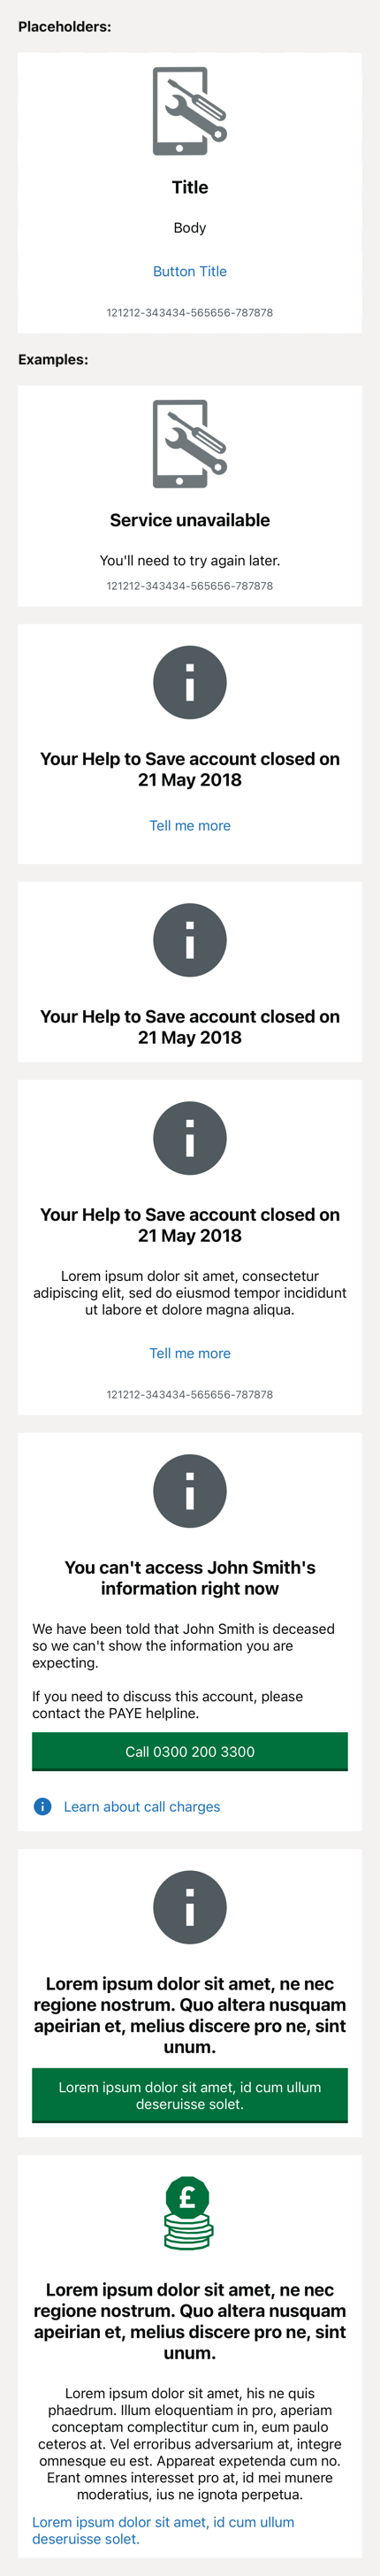 Placeholders:
Title
Body
Button Title
121212-343434-565656-787878
Examples:
Service unavailable
You'll need to try again later.
121212-343434-565656-787878
Your Help to Save account closed on
21 May 2018
Tell me more
Your Help to Save account closed on
21 May 2018
Your Help to Save account closed on
21 May 2018
Lorem ipsum dolor sit amet, consectetur
adipiscing elit, sed do eiusmod tempor incididunt
ut labore et dolore magna aliqua.
Tell me more
121212-343434-565656-787878
You can't access John Smith's
information right now
We have been told that John Smith is deceased
so we can't show the information you are
expecting.
If you need to discuss this account, please
contact the PAYE helpline.
Call 0300 200 3300
Learn about call charges
Lorem ipsum dolor sit amet, ne nec
regione nostrum. Quo altera nusquam
apeirian et, melius discere pro ne, sint
unum.
Lorem ipsum dolor sit amet, id cum ullum
deseruisse solet.
£
Lorem ipsum dolor sit amet, ne nec
regione nostrum. Quo altera nusquam
apeirian et, melius discere pro ne, sint
unum.
Lorem ipsum dolor sit amet, his ne quis
phaedrum. Illum eloquentiam in pro, aperiam
conceptam complectitur cum in, eum paulo
ceteros at. Vel erroribus adversarium at, integre
omnesque eu est. Appareat expetenda cum no.
Erant omnes interesset pro at, id mei munere
moderatius, ius ne ignota perpetua.
Lorem ipsum dolor sit amet, id cum ullum
deseruisse solet.